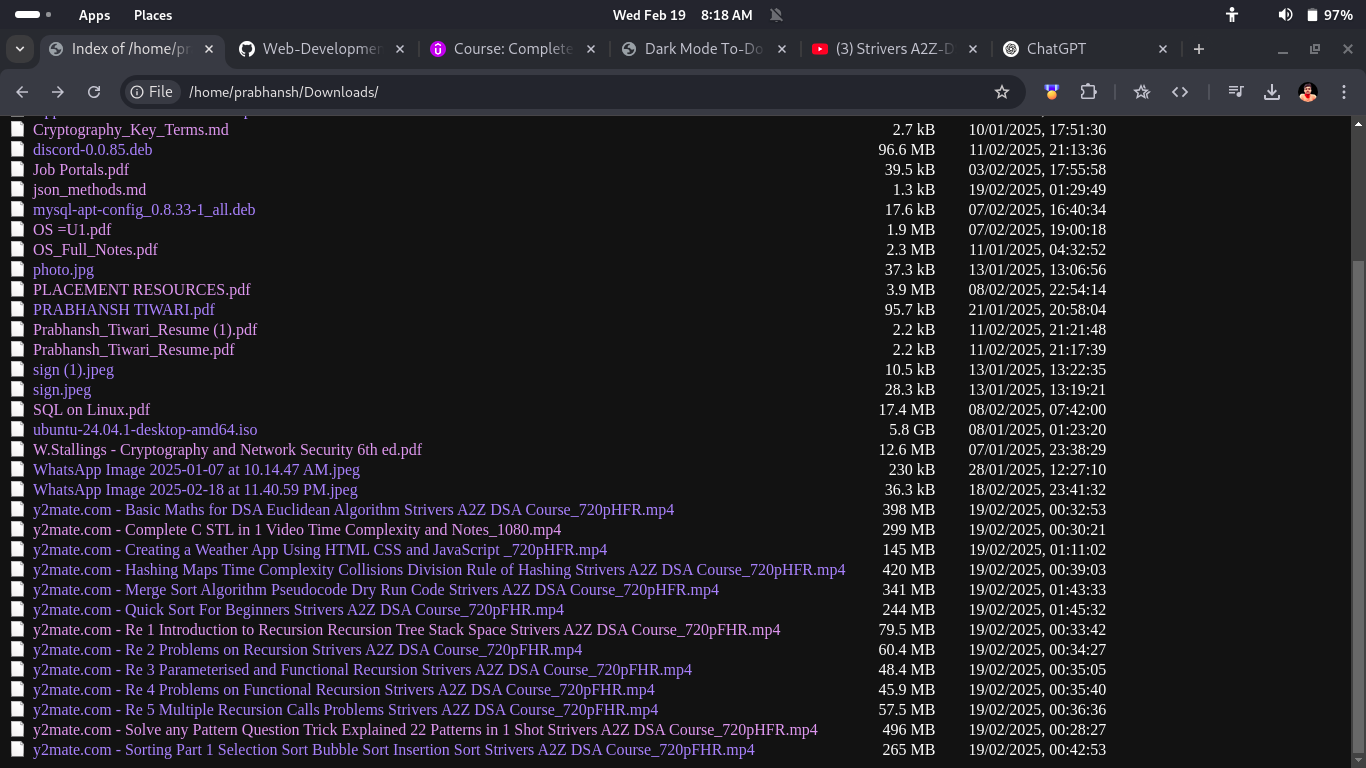 Apps Places Wed Feb 19 8:18 AM 97%
Index of /home/pr Web-Developmen Course: Complete Dark Mode To-Do (3) Strivers A2Z-D ChatGPT
File /home/prabhansh/Downloads/
Cryptography_Key_Terms.md 2.7 kB 10/01/2025, 17:51:30
discord-0.0.85.deb 96.6 MB 11/02/2025, 21:13:36
Job Portals.pdf 39.5 kB 03/02/2025, 17:55:58
json_methods.md 1.3 kB 19/02/2025, 01:29:49
mysql-apt-config_0.8.33-1_all.deb 17.6 kB 07/02/2025, 16:40:34
OS =U1.pdf 1.9 MB 07/02/2025, 19:00:18
OS_Full_Notes.pdf 2.3 MB 11/01/2025, 04:32:52
photo.jpg 37.3 kB 13/01/2025, 13:06:56
PLACEMENT RESOURCES.pdf 3.9 MB 08/02/2025, 22:54:14
PRABHANSH TIWARI.pdf 95.7 kB 21/01/2025, 20:58:04
Prabhansh_Tiwari_Resume (1).pdf 2.2 kB 11/02/2025, 21:21:48
Prabhansh_Tiwari_Resume.pdf 2.2 kB 11/02/2025, 21:17:39
sign (1).jpeg 10.5 kB 13/01/2025, 13:22:35
sign.jpeg 28.3 kB 13/01/2025, 13:19:21
SQL on Linux.pdf 17.4 MB 08/02/2025, 07:42:00
ubuntu-24.04.1-desktop-amd64.iso 5.8 GB 08/01/2025, 01:23:20
W.Stallings - Cryptography and Network Security 6th ed.pdf 12.6 MB 07/01/2025, 23:38:29
WhatsApp Image 2025-01-07 at 10.14.47 AM.jpeg 230 kB 28/01/2025, 12:27:10
WhatsApp Image 2025-02-18 at 11.40.59 PM.jpeg 36.3 kB 18/02/2025, 23:41:32
y2mate.com - Basic Maths for DSA Euclidean Algorithm Strivers A2Z DSA Course_720pHFR.mp4 398 MB 19/02/2025, 00:32:53
y2mate.com - Complete C STL in 1 Video Time Complexity and Notes_1080.mp4 299 MB 19/02/2025, 00:30:21
y2mate.com - Creating a Weather App Using HTML CSS and JavaScript _720pHFR.mp4 145 MB 19/02/2025, 01:11:02
y2mate.com - Hashing Maps Time Complexity Collisions Division Rule of Hashing Strivers A2Z DSA Course_720pHFR.mp4 420 MB 19/02/2025, 00:39:03
y2mate.com - Merge Sort Algorithm Pseudocode Dry Run Code Strivers A2Z DSA Course_720pHFR.mp4 341 MB 19/02/2025, 01:43:33
y2mate.com - Quick Sort For Beginners Strivers A2Z DSA Course_720pFHR.mp4 244 MB 19/02/2025, 01:45:32
y2mate.com - Re 1 Introduction to Recursion Recursion Tree Stack Space Strivers A2Z DSA Course_720pFHR.mp4 79.5 MB 19/02/2025, 00:33:42
y2mate.com - Re 2 Problems on Recursion Strivers A2Z DSA Course_720pFHR.mp4 60.4 MB 19/02/2025, 00:34:27
y2mate.com - Re 3 Parameterised and Functional Recursion Strivers A2Z DSA Course_720pFHR.mp4 48.4 MB 19/02/2025, 00:35:05
y2mate.com - Re 4 Problems on Functional Recursion Strivers A2Z DSA Course_720pFHR.mp4 45.9 MB 19/02/2025, 00:35:40
y2mate.com - Re 5 Multiple Recursion Calls Problems Strivers A2Z DSA Course_720pFHR.mp4 57.5 MB 19/02/2025, 00:36:36
y2mate.com - Solve any Pattern Question Trick Explained 22 Patterns in 1 Shot Strivers A2Z DSA Course_720pHFR.mp4 496 MB 19/02/2025, 00:28:27
y2mate.com - Sorting Part 1 Selection Sort Bubble Sort Insertion Sort Strivers A2Z DSA Course_720pFHR.mp4 265 MB 19/02/2025, 00:42:53